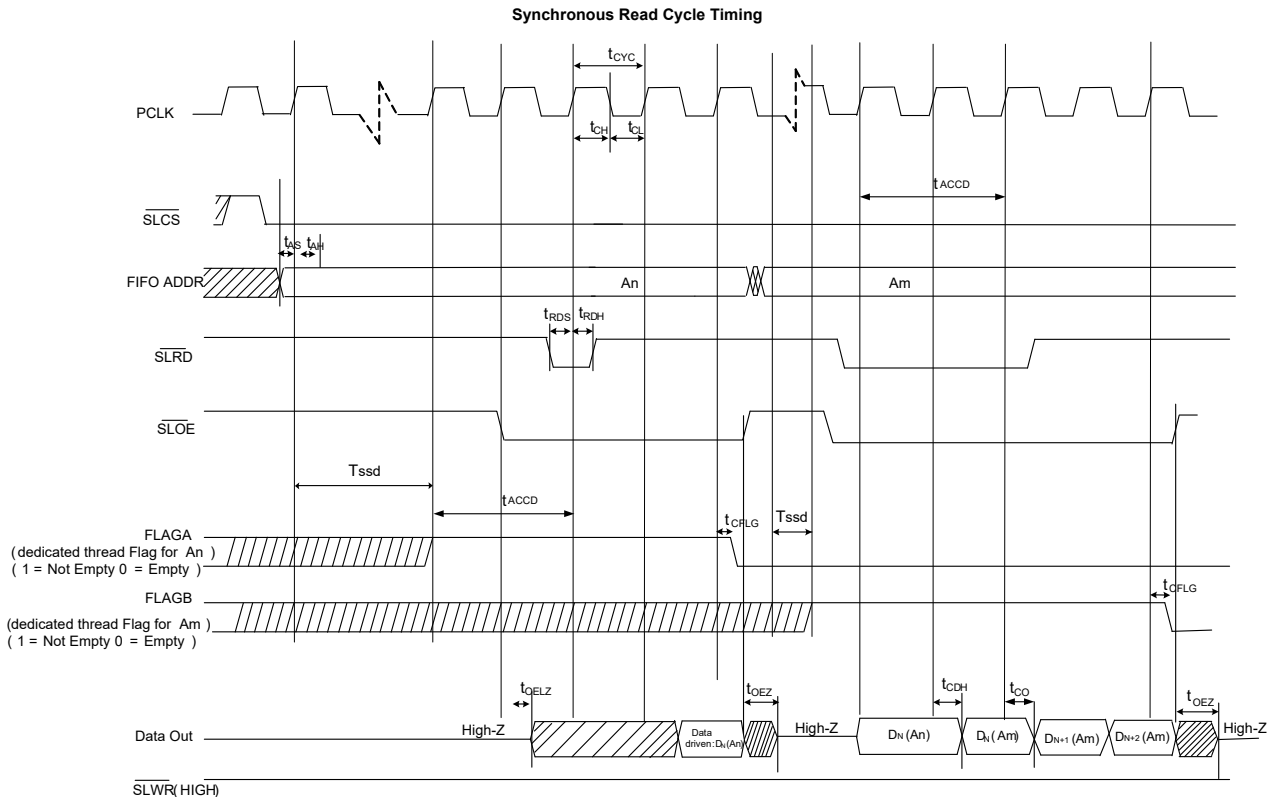 Synchronous Read Cycle Timing
tCYC
PCLK
tCH tCL
tACCD
SLCS
tAS tAH
FIFO ADDR An Am
tRDS tRDH
SLRD
SLOE
Tssd
tACCD
tCFLG Tssd
FLAGA
(dedicated thread Flag for An )
( 1 = Not Empty 0 = Empty )
FLAGB
tCFLG
(dedicated thread Flag for Am )
( 1 = Not Empty 0 = Empty )
tOELZ tOEZ tCDH tCO tOEZ
Data Out High-Z Data driven:DN(An) High-Z DN(An) DN(Am) DN+1(Am) DN+2(Am) High-Z
SLWR(HIGH)